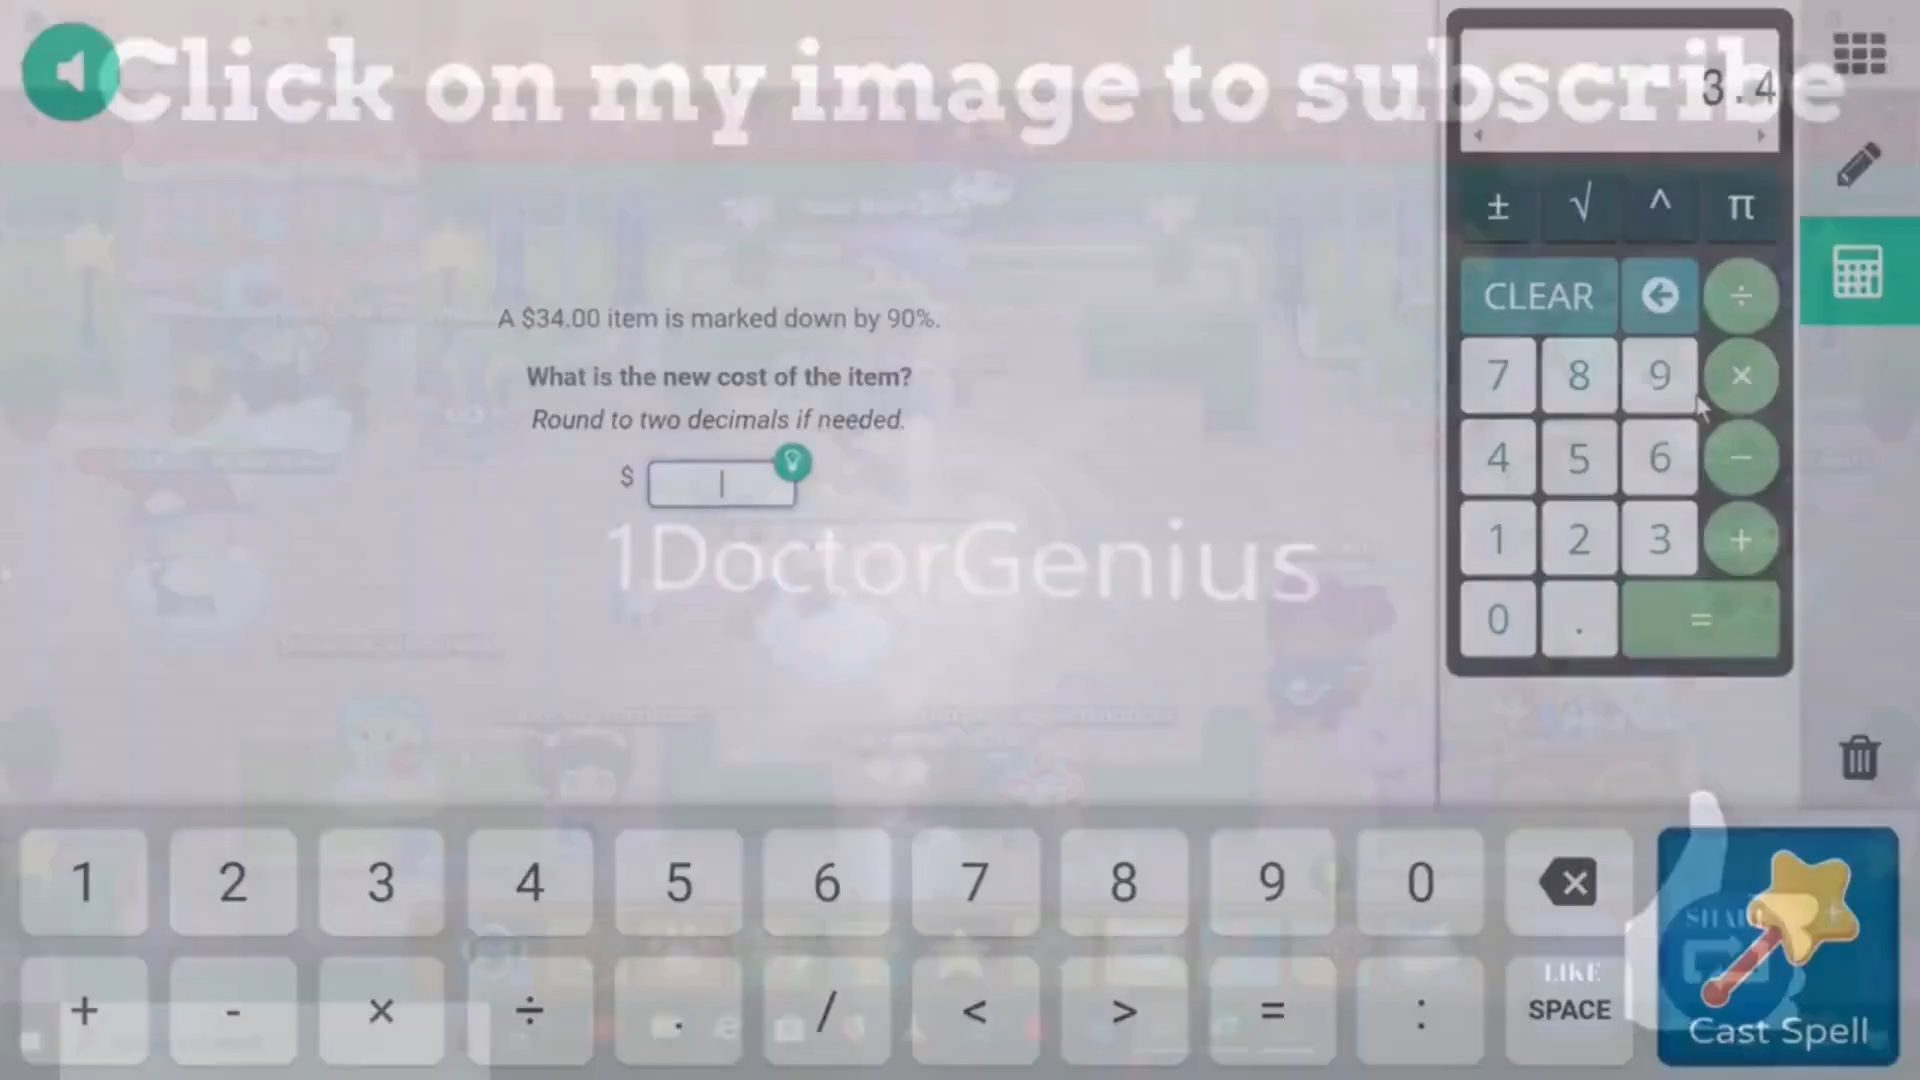 Click on my image to subscribe
3.4
± √ ^ π
CLEAR ÷
7 8 9 ×
4 5 6 −
1 2 3 +
0 . =
A $34.00 item is marked down by 90%.
What is the new cost of the item?
Round to two decimals if needed.
$
1DoctorGenius
1 2 3 4 5 6 7 8 9 0
SHARE
+ - × ÷ . / < > = :
LIKE
SPACE
Cast Spell